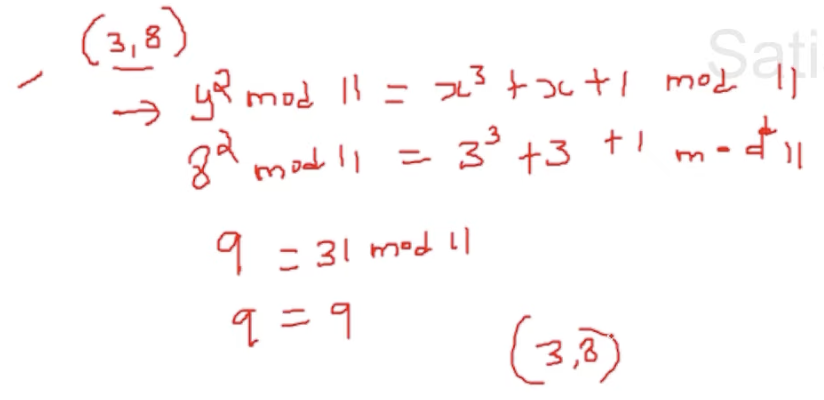 (3,8)
Sati
→ y² mod 11 = x³ + x + 1 mod 11
8² mod 11 = 3³ + 3 + 1 mod 11
9 = 31 mod 11
9 = 9
(3,8)